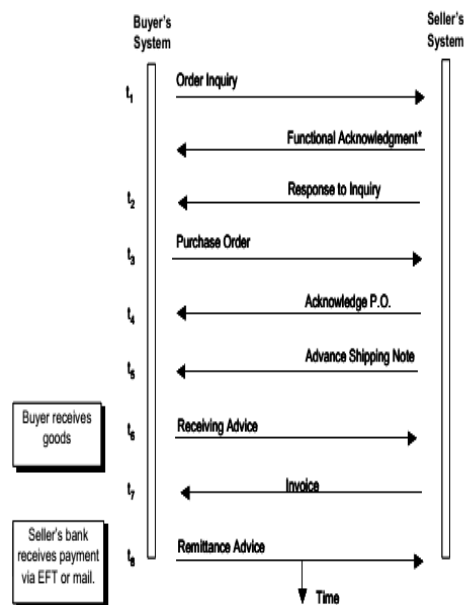 Buyer's
System
Seller's
System
t1
Order Inquiry
Functional Acknowledgment*
t2
Response to Inquiry
t3
Purchase Order
t4
Acknowledge P.O.
t5
Advance Shipping Note
Buyer receives
goods
t6
Receiving Advice
t7
Invoice
Seller's bank
receives payment
via EFT or mail.
t8
Remittance Advice
Time